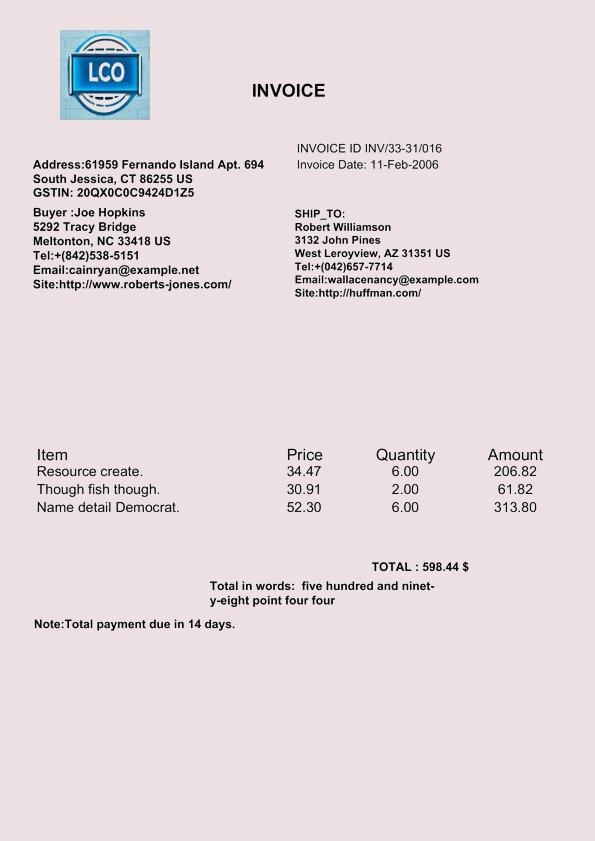 LCO
INVOICE
INVOICE ID INV/33-31/016
Invoice Date: 11-Feb-2006
Address:61959 Fernando Island Apt. 694
South Jessica, CT 86255 US
GSTIN: 20QX0C0C9424D1Z5
Buyer :Joe Hopkins
5292 Tracy Bridge
Meltonton, NC 33418 US
Tel:+(842)538-5151
Email:cainryan@example.net
Site:http://www.roberts-jones.com/
SHIP_TO:
Robert Williamson
3132 John Pines
West Leroyview, AZ 31351 US
Tel:+(042)657-7714
Email:wallacenancy@example.com
Site:http://huffman.com/
Item Price Quantity Amount
Resource create. 34.47 6.00 206.82
Though fish though. 30.91 2.00 61.82
Name detail Democrat. 52.30 6.00 313.80
TOTAL : 598.44 $
Total in words: five hundred and ninet-
y-eight point four four
Note:Total payment due in 14 days.